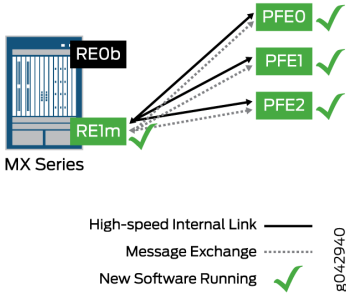 PFE0
RE0b
PFE1
PFE2
RE1m
MX Series
High-speed Internal Link
Message Exchange
New Software Running
g042940